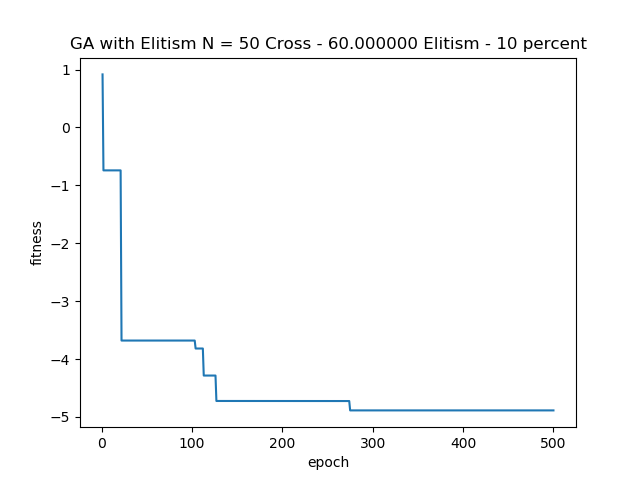 GA with Elitism N = 50 Cross - 60.000000 Elitism - 10 percent
1
0
−1
−2
−3
−4
−5
fitness
0 100 200 300 400 500
epoch